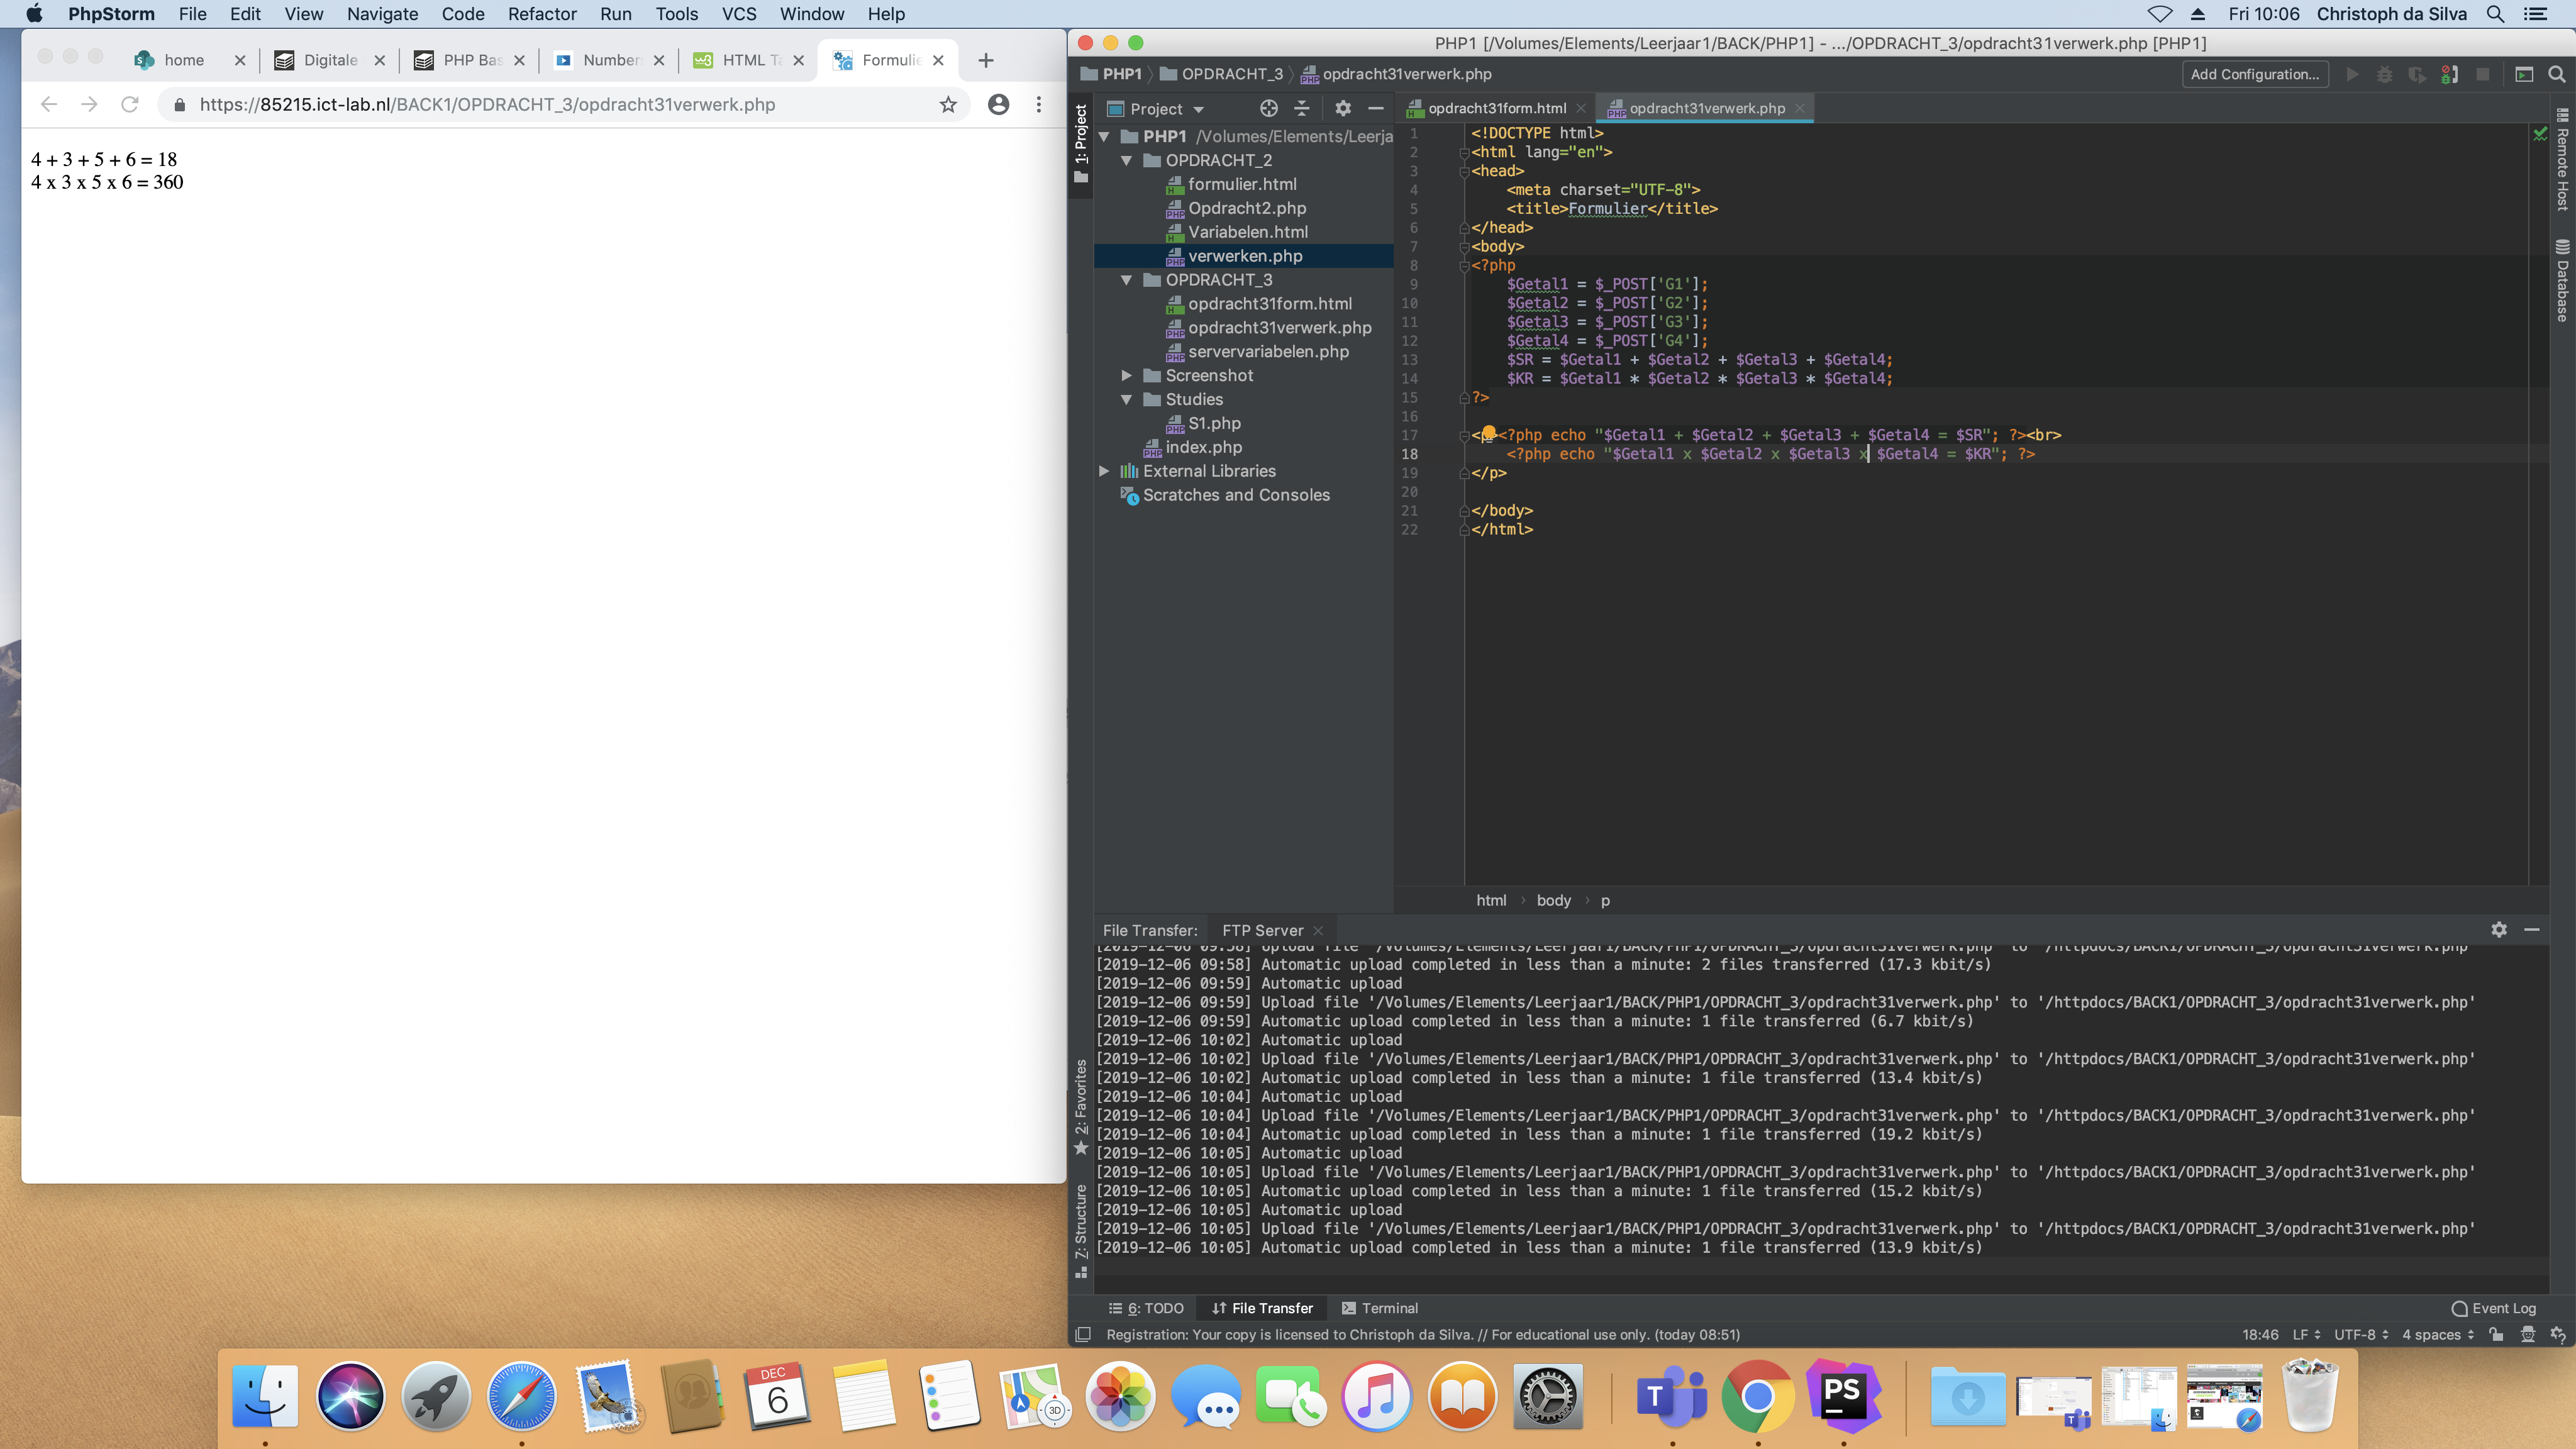 PhpStorm File Edit View Navigate Code Refactor Run Tools VCS Window Help
Fri 10:06 Christoph da Silva
home
Digitale
PHP Bas
Number
HTML Ta
Formulie
https://85215.ict-lab.nl/BACK1/OPDRACHT_3/opdracht31verwerk.php
4 + 3 + 5 + 6 = 18
4 x 3 x 5 x 6 = 360
PHP1 [/Volumes/Elements/Leerjaar1/BACK/PHP1] - .../OPDRACHT_3/opdracht31verwerk.php [PHP1]
PHP1 OPDRACHT_3 opdracht31verwerk.php
Add Configuration...
1: Project
Project
PHP1 /Volumes/Elements/Leerja
OPDRACHT_2
formulier.html
Opdracht2.php
Variabelen.html
verwerken.php
OPDRACHT_3
opdracht31form.html
opdracht31verwerk.php
servervariabelen.php
Screenshot
Studies
S1.php
index.php
External Libraries
Scratches and Consoles
opdracht31form.html
opdracht31verwerk.php
1 <!DOCTYPE html>
2 <html lang="en">
3 <head>
4 <meta charset="UTF-8">
5 <title>Formulier</title>
6 </head>
7 <body>
8 <?php
9 $Getal1 = $_POST['G1'];
10 $Getal2 = $_POST['G2'];
11 $Getal3 = $_POST['G3'];
12 $Getal4 = $_POST['G4'];
13 $SR = $Getal1 + $Getal2 + $Getal3 + $Getal4;
14 $KR = $Getal1 * $Getal2 * $Getal3 * $Getal4;
15 ?>
16
17 <p><?php echo "$Getal1 + $Getal2 + $Getal3 + $Getal4 = $SR"; ?><br>
18 <?php echo "$Getal1 x $Getal2 x $Getal3 x $Getal4 = $KR"; ?>
19 </p>
20
21 </body>
22 </html>
Remote Host
Database
html › body › p
File Transfer: FTP Server
[2019-12-06 09:58] Upload file '/Volumes/Elements/Leerjaar1/BACK/PHP1/OPDRACHT_3/opdracht31verwerk.php' to '/httpdocs/BACK1/OPDRACHT_3/opdracht31verwerk.php'
[2019-12-06 09:58] Automatic upload completed in less than a minute: 2 files transferred (17.3 kbit/s)
[2019-12-06 09:59] Automatic upload
[2019-12-06 09:59] Upload file '/Volumes/Elements/Leerjaar1/BACK/PHP1/OPDRACHT_3/opdracht31verwerk.php' to '/httpdocs/BACK1/OPDRACHT_3/opdracht31verwerk.php'
[2019-12-06 09:59] Automatic upload completed in less than a minute: 1 file transferred (6.7 kbit/s)
[2019-12-06 10:02] Automatic upload
[2019-12-06 10:02] Upload file '/Volumes/Elements/Leerjaar1/BACK/PHP1/OPDRACHT_3/opdracht31verwerk.php' to '/httpdocs/BACK1/OPDRACHT_3/opdracht31verwerk.php'
[2019-12-06 10:02] Automatic upload completed in less than a minute: 1 file transferred (13.4 kbit/s)
[2019-12-06 10:04] Automatic upload
[2019-12-06 10:04] Upload file '/Volumes/Elements/Leerjaar1/BACK/PHP1/OPDRACHT_3/opdracht31verwerk.php' to '/httpdocs/BACK1/OPDRACHT_3/opdracht31verwerk.php'
[2019-12-06 10:04] Automatic upload completed in less than a minute: 1 file transferred (19.2 kbit/s)
[2019-12-06 10:05] Automatic upload
[2019-12-06 10:05] Upload file '/Volumes/Elements/Leerjaar1/BACK/PHP1/OPDRACHT_3/opdracht31verwerk.php' to '/httpdocs/BACK1/OPDRACHT_3/opdracht31verwerk.php'
[2019-12-06 10:05] Automatic upload completed in less than a minute: 1 file transferred (15.2 kbit/s)
[2019-12-06 10:05] Automatic upload
[2019-12-06 10:05] Upload file '/Volumes/Elements/Leerjaar1/BACK/PHP1/OPDRACHT_3/opdracht31verwerk.php' to '/httpdocs/BACK1/OPDRACHT_3/opdracht31verwerk.php'
[2019-12-06 10:05] Automatic upload completed in less than a minute: 1 file transferred (13.9 kbit/s)
2: Favorites
7: Structure
6: TODO File Transfer Terminal
Event Log
Registration: Your copy is licensed to Christoph da Silva. // For educational use only. (today 08:51)
18:46 LF UTF-8 4 spaces
DEC
6
3D
T
PS